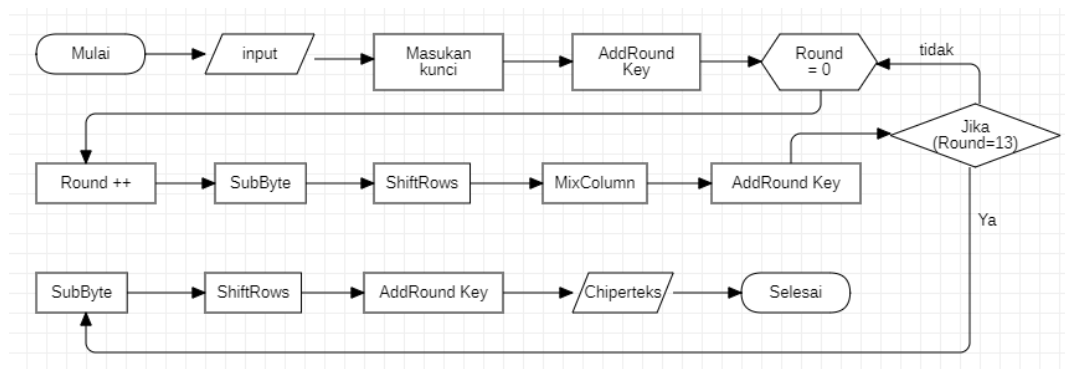 Mulai
input
Masukan
kunci
AddRound
Key
Round
= 0
tidak
Jika
(Round=13)
Round ++
SubByte
ShiftRows
MixColumn
AddRound Key
Ya
SubByte
ShiftRows
AddRound Key
Chiperteks
Selesai